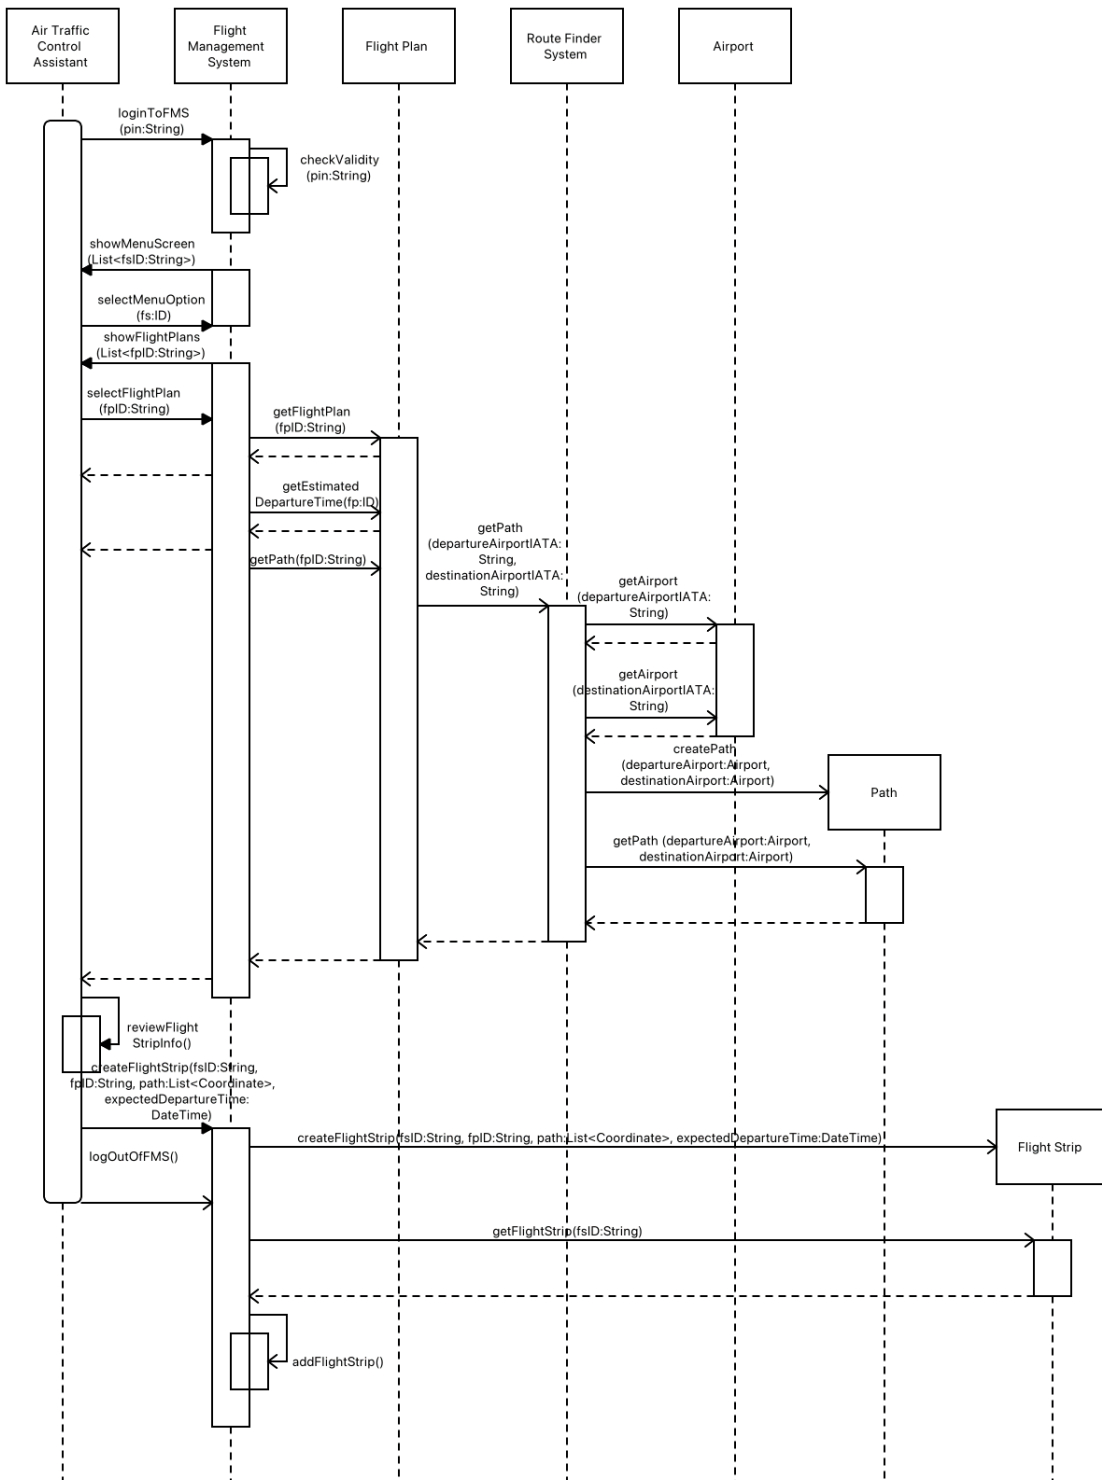 Air Traffic
Control
Assistant
Flight
Management
System
Flight Plan
Route Finder
System
Airport
loginToFMS
(pin:String)
checkValidity
(pin:String)
showMenuScreen
(List<fsID:String>)
selectMenuOption
(fs:ID)
showFlightPlans
(List<fpID:String>)
selectFlightPlan
(fpID:String)
getFlightPlan
(fpID:String)
getEstimated
DepartureTime(fp:ID)
getPath(fpID:String)
getPath
(departureAirportIATA:
String,
destinationAirportIATA:
String)
getAirport
(departureAirportIATA:
String)
getAirport
(destinationAirportIATA:
String)
createPath
(departureAirport:Airport,
destinationAirport:Airport)
Path
getPath (departureAirport:Airport,
destinationAirport:Airport)
reviewFlight
StripInfo()
createFlightStrip(fsID:String,
fpID:String, path:List<Coordinate>,
expectedDepartureTime:
DateTime)
createFlightStrip(fsID:String, fpID:String, path:List<Coordinate>, expectedDepartureTime:DateTime)
Flight Strip
logOutOfFMS()
getFlightStrip(fsID:String)
addFlightStrip()